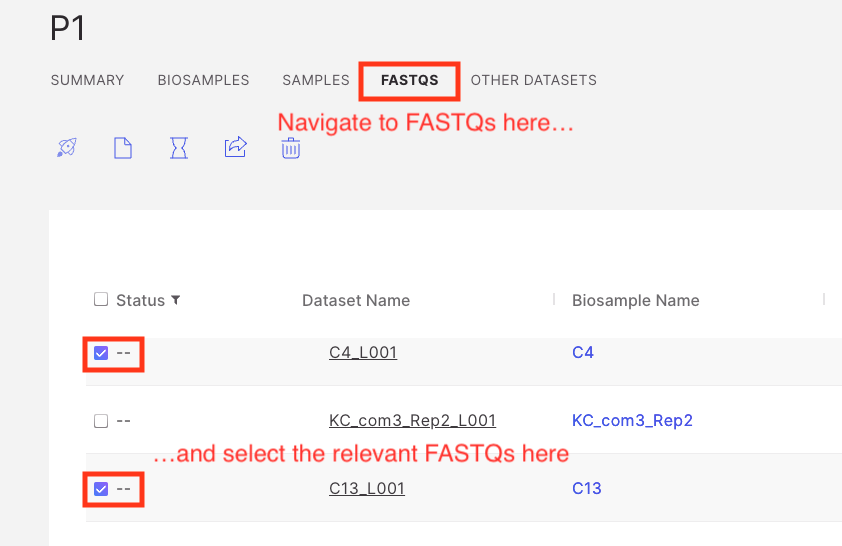 P1
SUMMARY BIOSAMPLES SAMPLES FASTQS OTHER DATASETS
Navigate to FASTQs here…
Status Dataset Name Biosample Name
-- C4_L001 C4
-- KC_com3_Rep2_L001 KC_com3_Rep2
…and select the relevant FASTQs here
-- C13_L001 C13